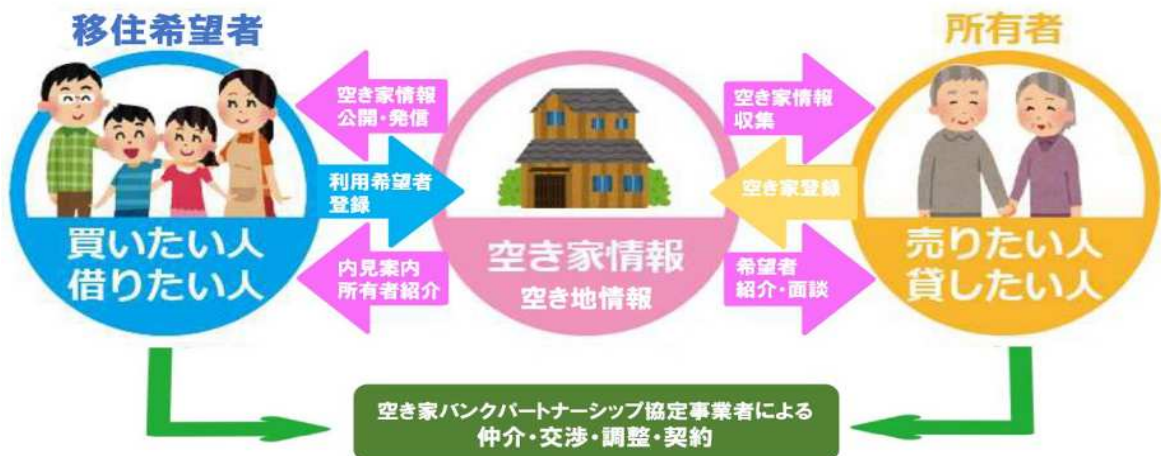 移住希望者
買いたい人
借りたい人
空き家情報
公開・発信
利用希望者
登録
内見案内
所有者紹介
空き家情報
空き地情報
空き家情報
収集
空き家登録
希望者
紹介・面談
所有者
売りたい人
貸したい人
空き家バンクパートナーシップ協定事業者による
仲介・交渉・調整・契約